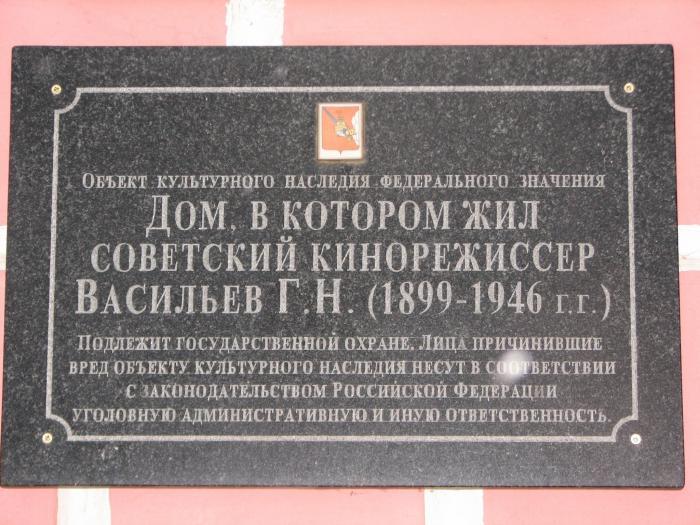 Объект культурного наследия федерального значения
Дом, в котором жил
советский кинорежиссер
Васильев Г.Н. (1899-1946 г.г.)
Подлежит государственной охране. Лица причинившие
вред объекту культурного наследия несут в соответствии
с законодательством Российской Федерации
уголовную административную и иную ответственность.